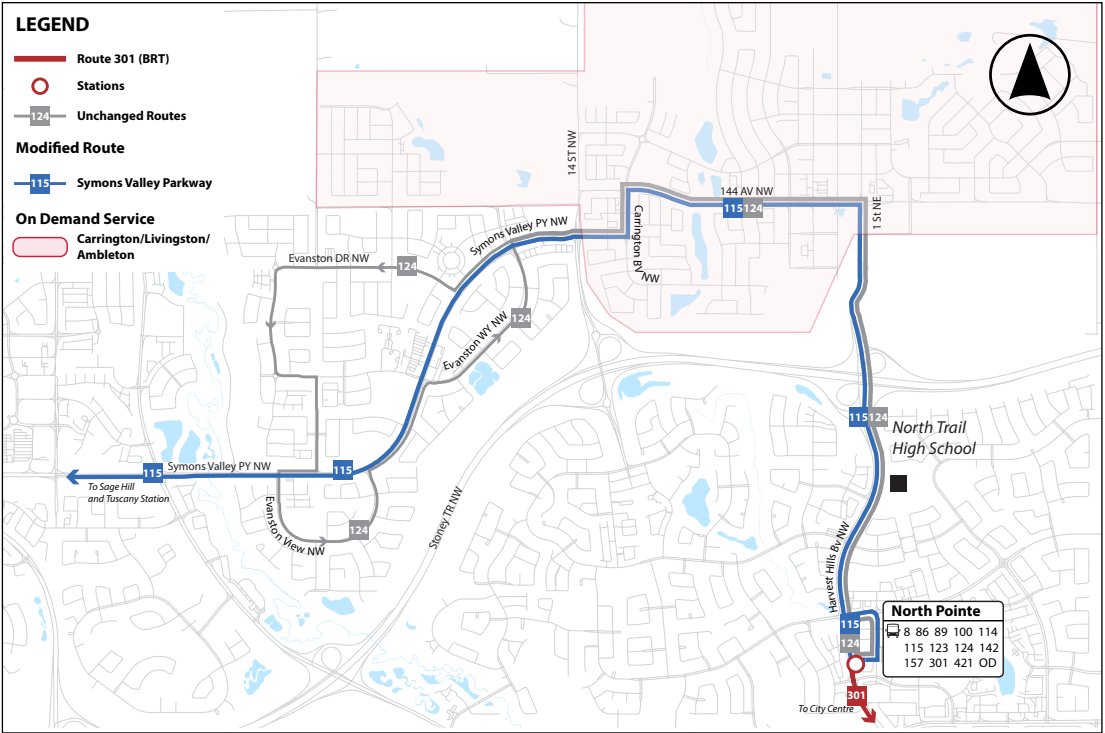 LEGEND
Route 301 (BRT)
Stations
124
Unchanged Routes
Modified Route
115
Symons Valley Parkway
On Demand Service
Carrington/Livingston/
Ambleton
14 ST NW
144 AV NW
115
124
1 St NE
Symons Valley PY NW
Carrington BV NW
Evanston DR NW
124
124
Evanston WY NW
115
124
North Trail
High School
Symons Valley PY NW
115
115
To Sage Hill
and Tuscany Station
Evanston View NW
124
Stoney TR NW
Harvest Hills Bv NW
115
124
North Pointe
8 86 89 100 114
115 123 124 142
157 301 421 OD
301
To City Centre